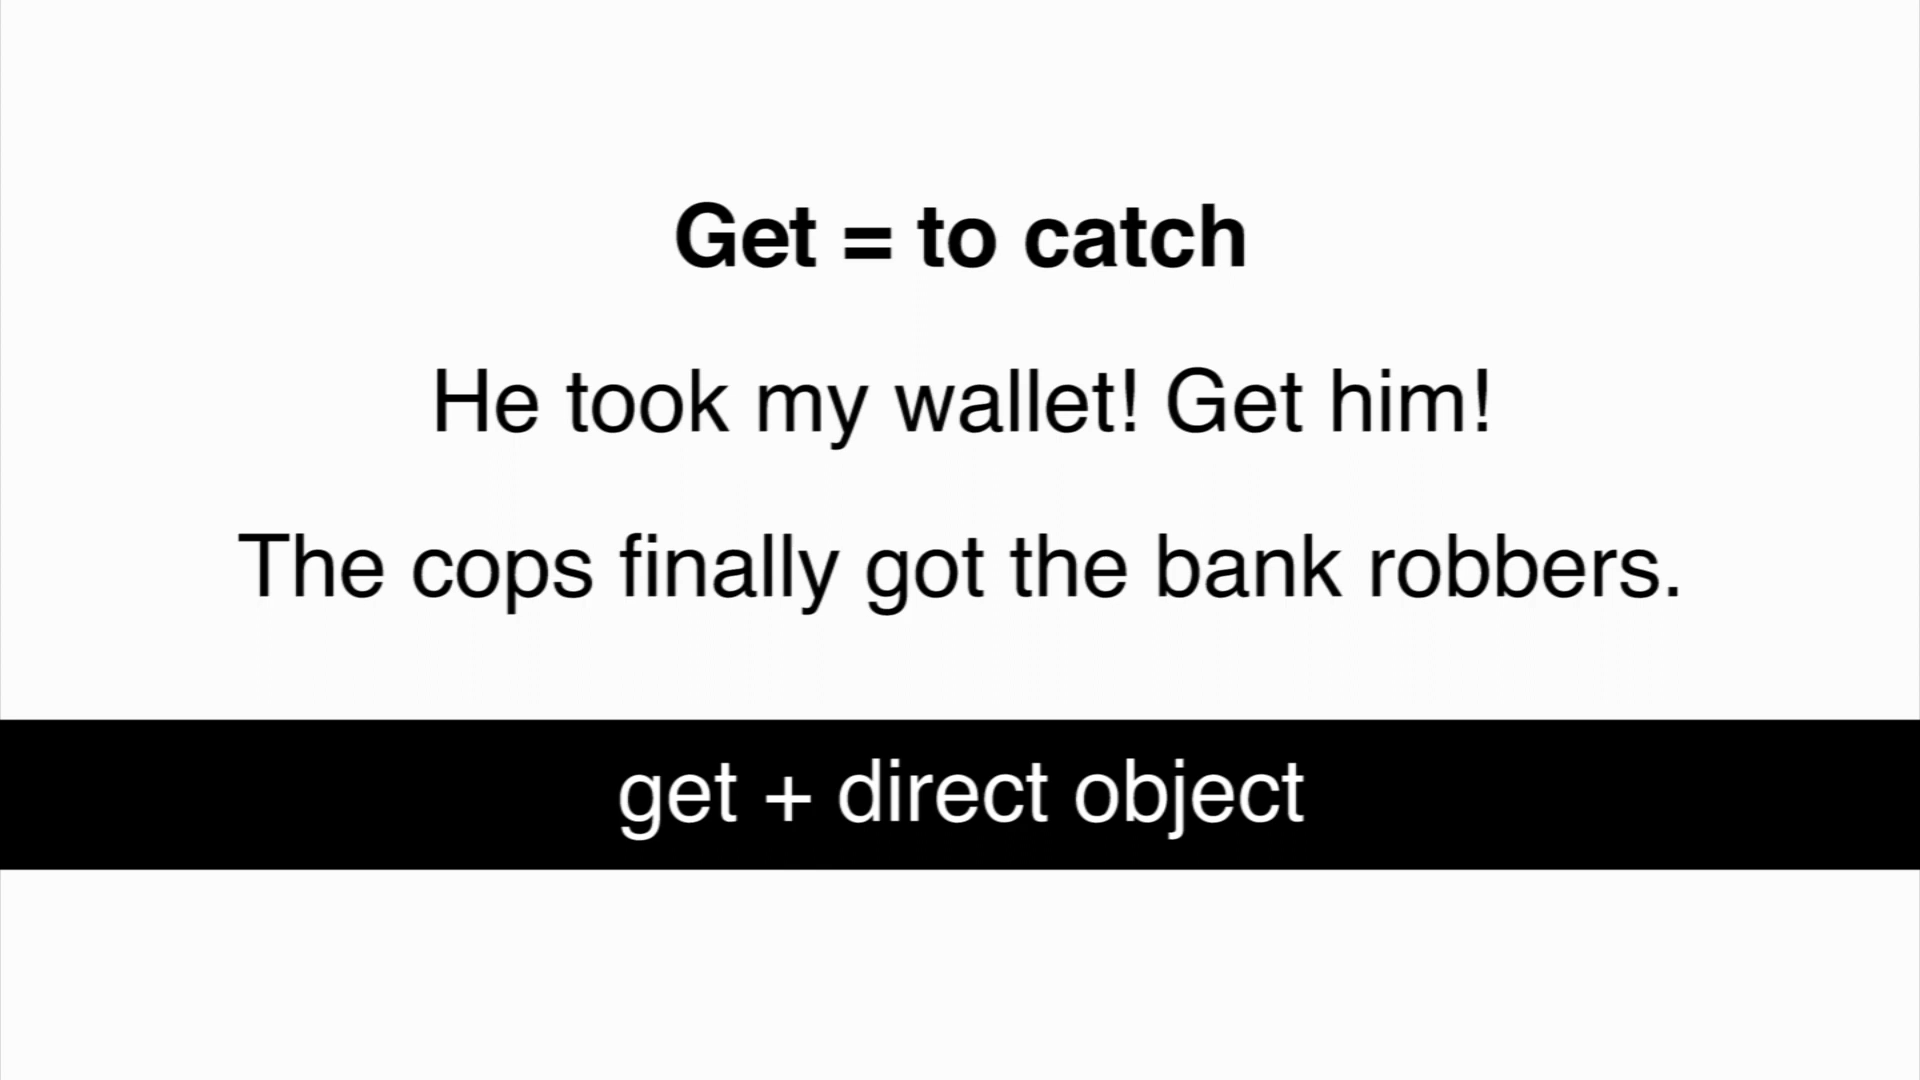 Get = to catch
He took my wallet! Get him!
The cops finally got the bank robbers.
get + direct object